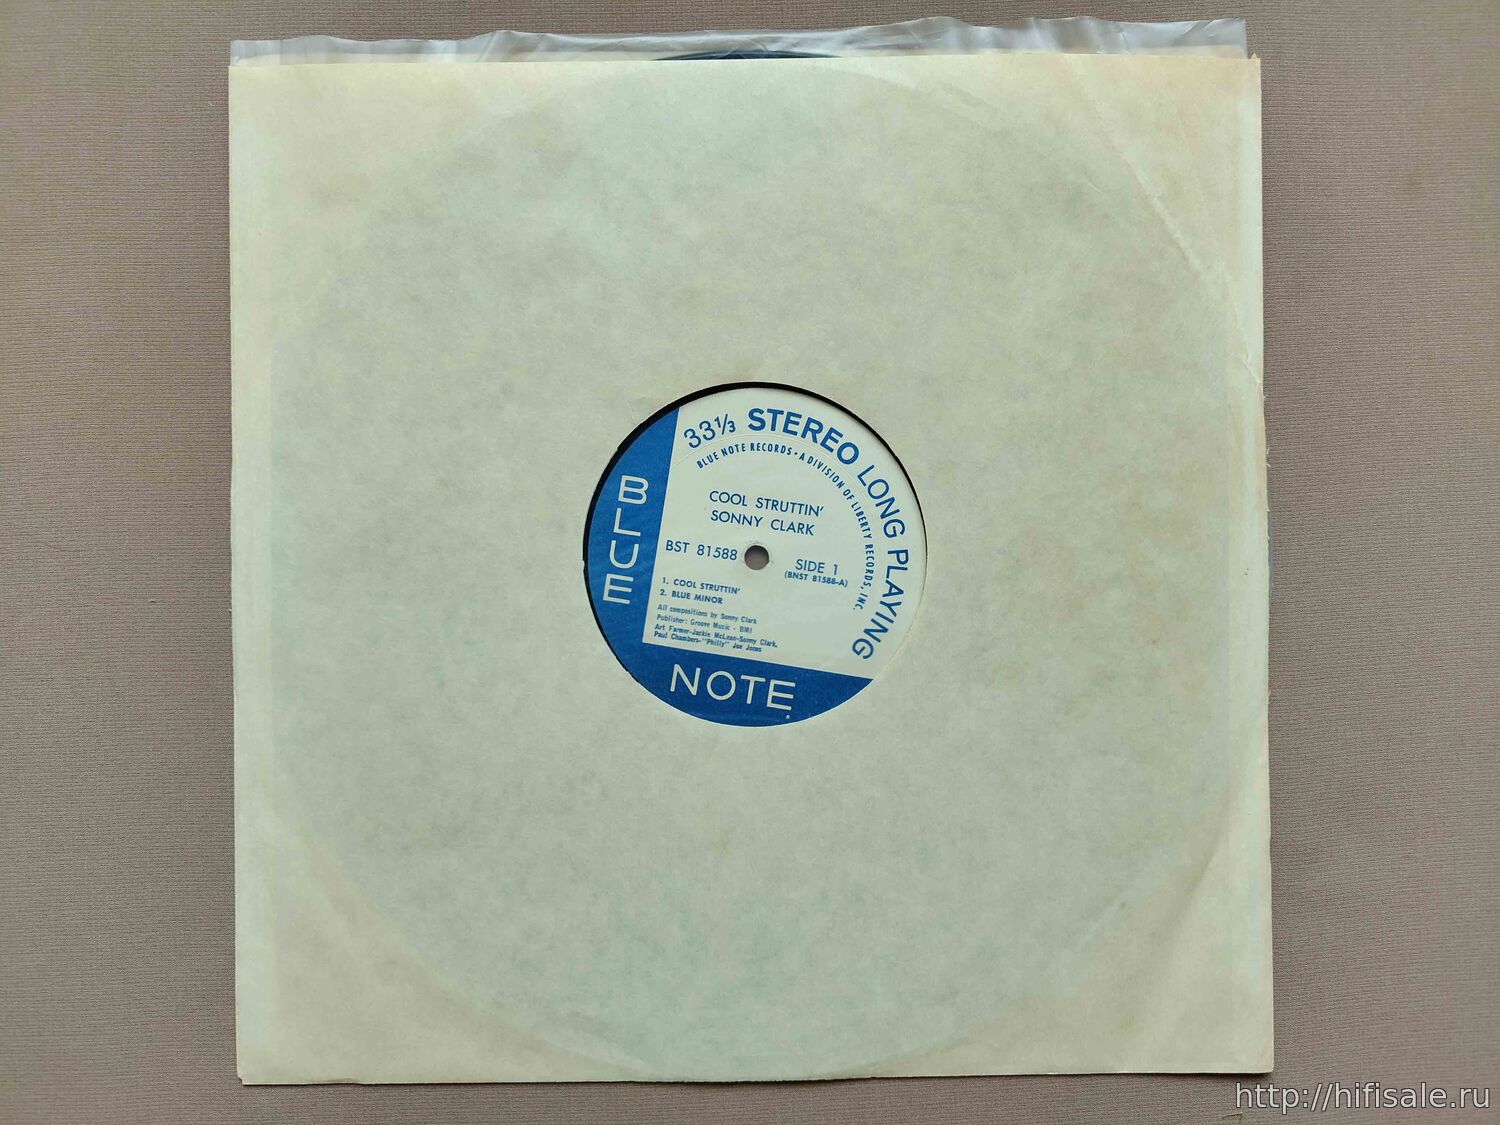 33⅓ STEREO LONG PLAYING
BLUE NOTE RECORDS • A DIVISION OF LIBERTY RECORDS, INC.
COOL STRUTTIN'
SONNY CLARK
BST 81588
SIDE 1
(BNST 81588-A)
1. COOL STRUTTIN'
2. BLUE MINOR
All compositions by Sonny Clark
Publisher: Groove Music - BMI
Art Farmer-Jackie McLean-Sonny Clark,
Paul Chambers-"Philly" Joe Jones
BLUE
NOTE
R
http://hifisale.ru